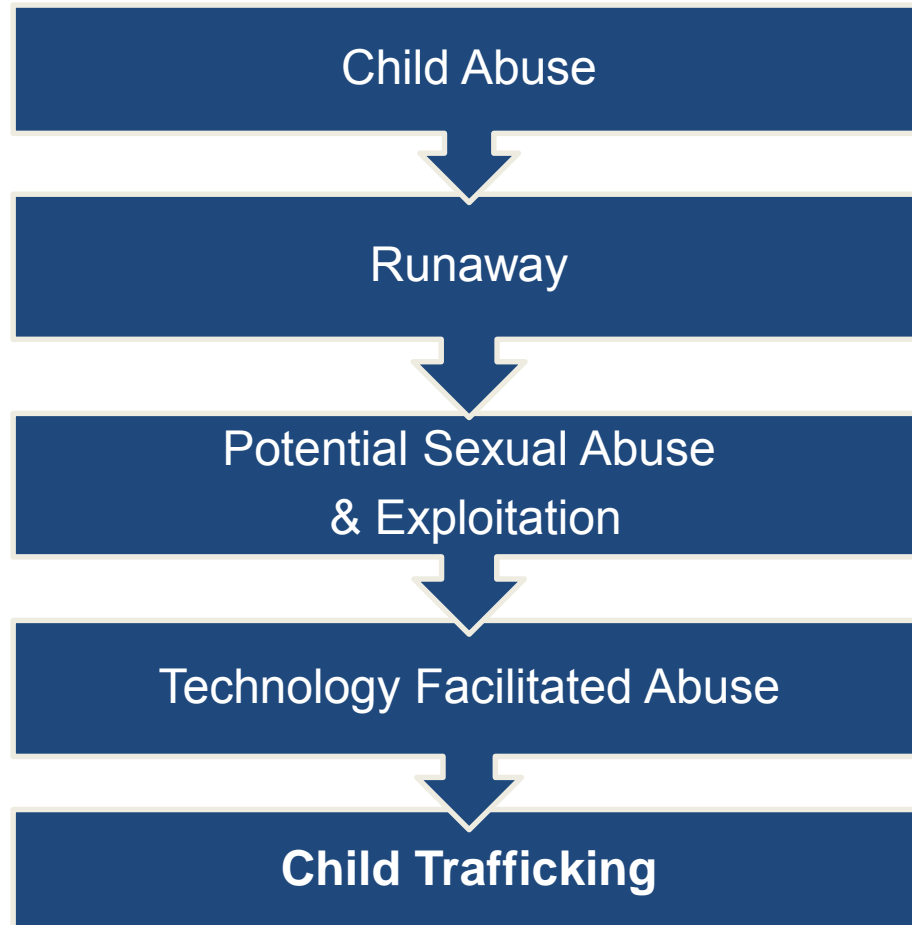 Child Abuse
Runaway
Potential Sexual Abuse
& Exploitation
Technology Facilitated Abuse
Child Trafficking